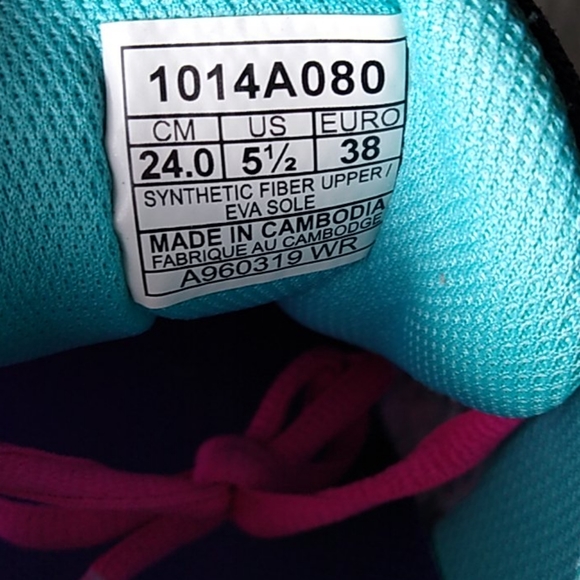 1014A080
CM US EURO
24.0 5½ 38
SYNTHETIC FIBER UPPER /
EVA SOLE
MADE IN CAMBODIA
FABRIQUE AU CAMBODGE
A960319 WR